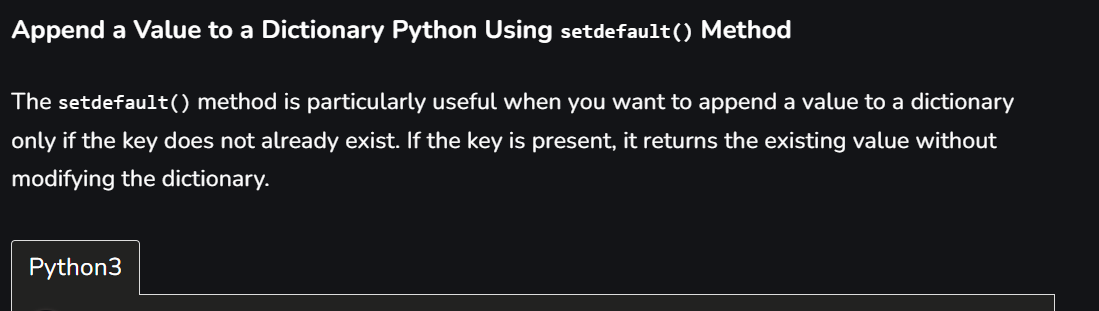 Append a Value to a Dictionary Python Using setdefault() Method
The setdefault() method is particularly useful when you want to append a value to a dictionary
only if the key does not already exist. If the key is present, it returns the existing value without
modifying the dictionary.
Python3